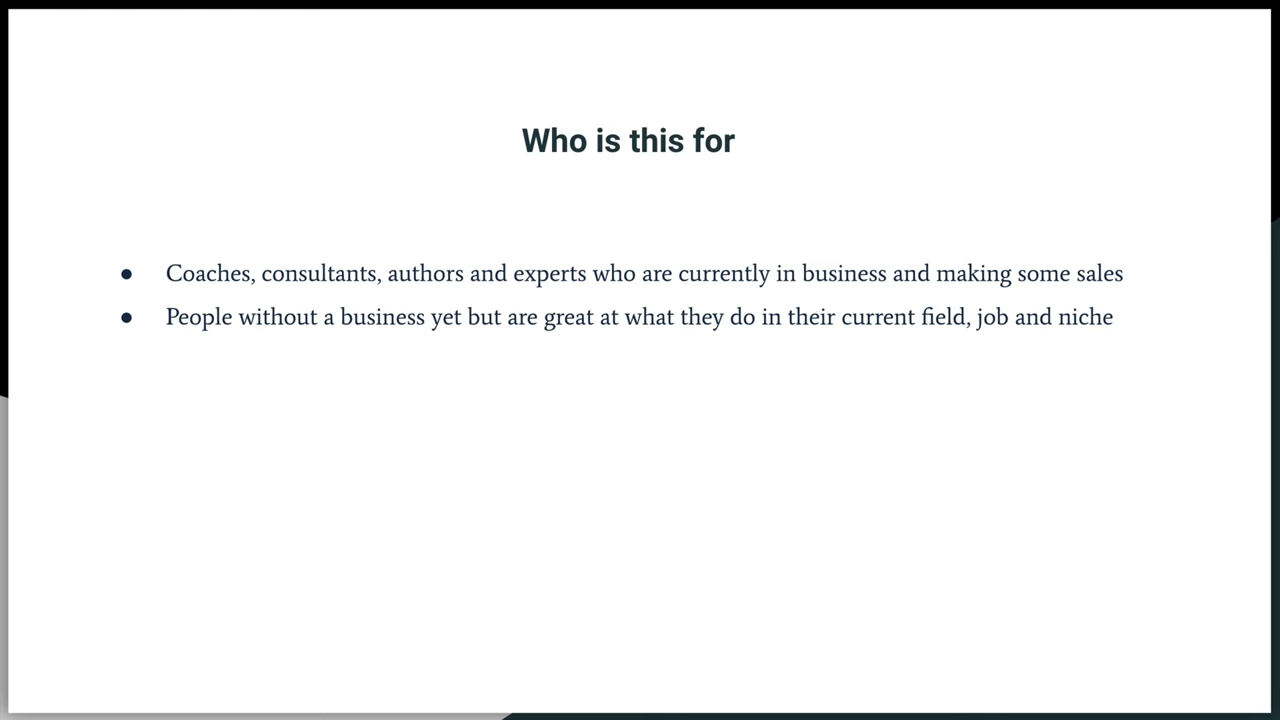 Who is this for
● Coaches, consultants, authors and experts who are currently in business and making some sales
● People without a business yet but are great at what they do in their current field, job and niche